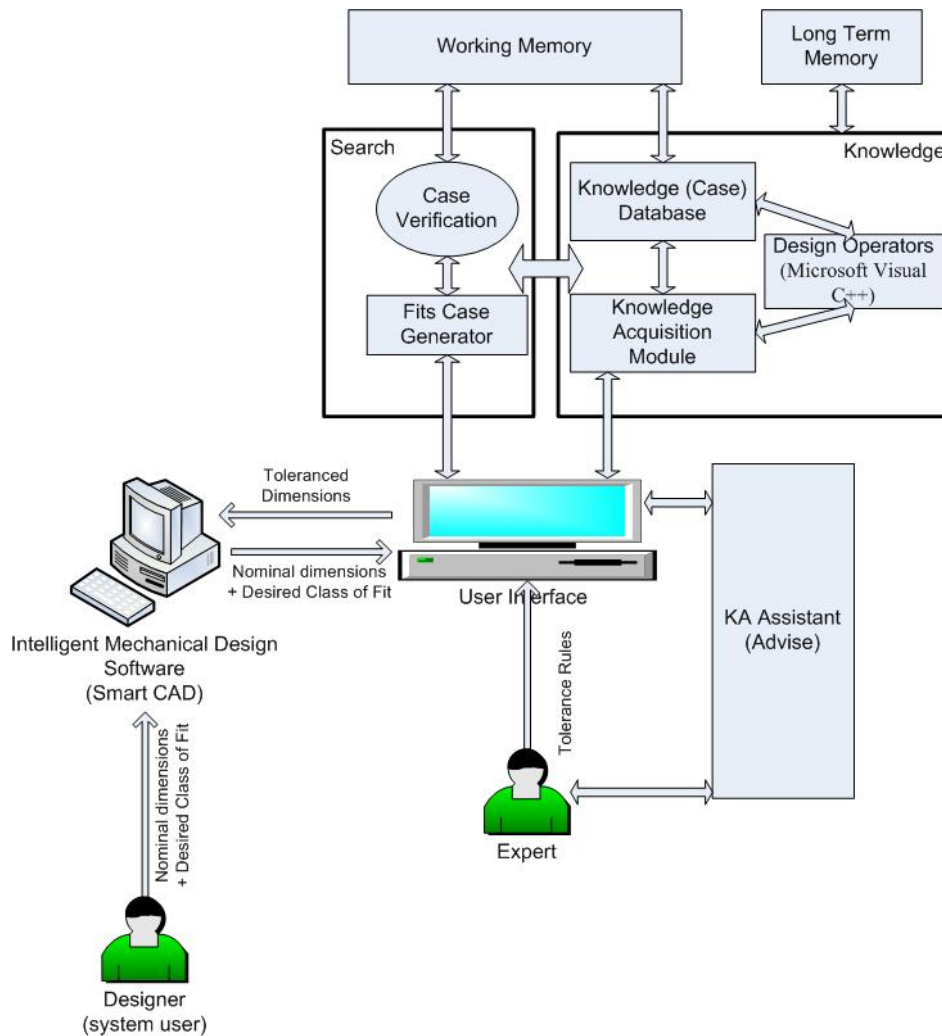 Working Memory
Long Term
Memory
Search
Knowledge
Case
Verification
Knowledge (Case)
Database
Design Operators
(Microsoft Visual
C++)
Fits Case
Generator
Knowledge
Acquisition
Module
Toleranced
Dimensions
Nominal dimensions
+ Desired Class of Fit
User Interface
KA Assistant
(Advise)
Intelligent Mechanical Design
Software
(Smart CAD)
Tolerance Rules
Nominal dimensions
+ Desired Class of Fit
Expert
Designer
(system user)